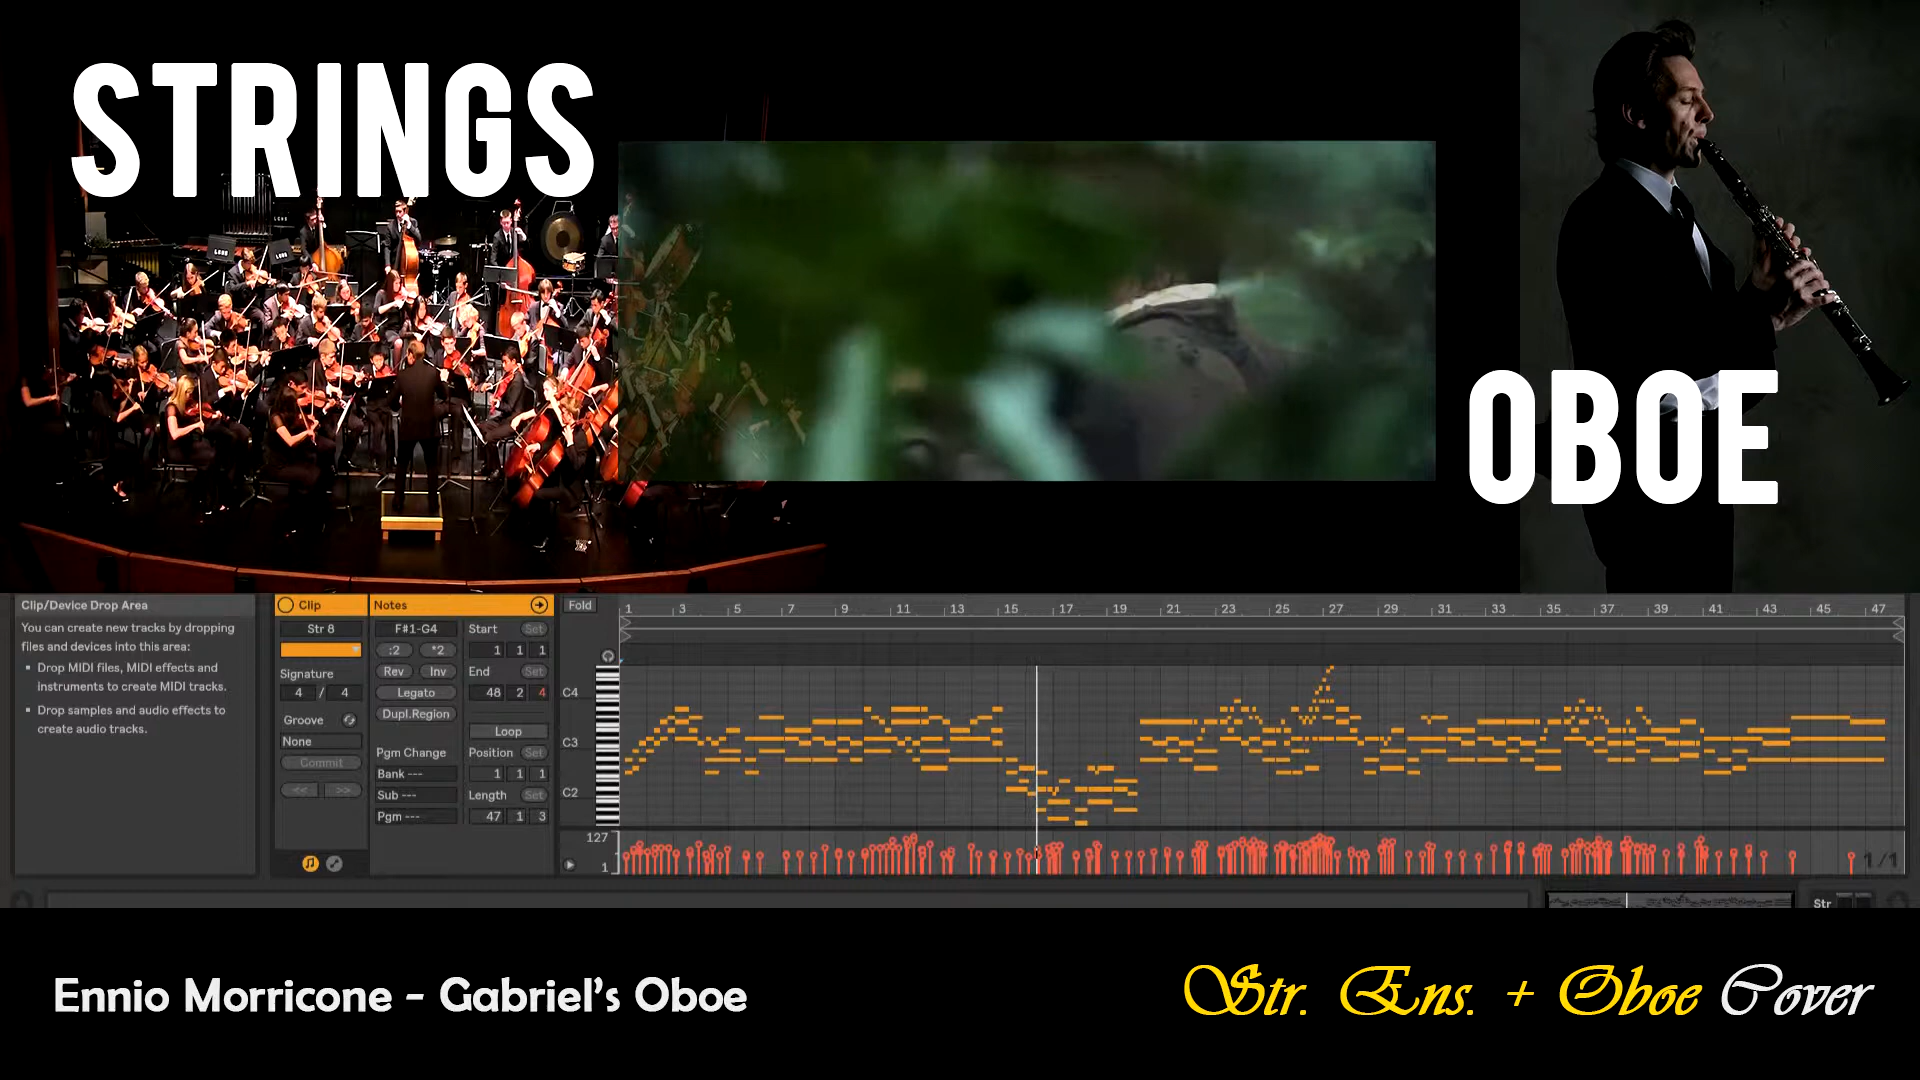 STRINGS
OBOE
Clip/Device Drop Area
You can create new tracks by dropping
files and devices into this area:
Drop MIDI files, MIDI effects and
instruments to create MIDI tracks.
Drop samples and audio effects to
create audio tracks.
Clip
Str 8
Signature
4 / 4
Groove
None
Commit
<< >>
Notes
F#1-G4
:2 *2
Rev Inv
Legato
Dupl.Region
Pgm Change
Bank ---
Sub ---
Pgm ---
Start Set
1 1 1
End Set
48 2 4
Loop
Position Set
1 1 1
Length Set
47 1 3
Fold
1 3 5 7 9 11 13 15 17 19 21 23 25 27 29 31 33 35 37 39 41 43 45 47
C4
C3
C2
127
1
1/1
Str
Ennio Morricone - Gabriel's Oboe
Str. Ens. + Oboe Cover